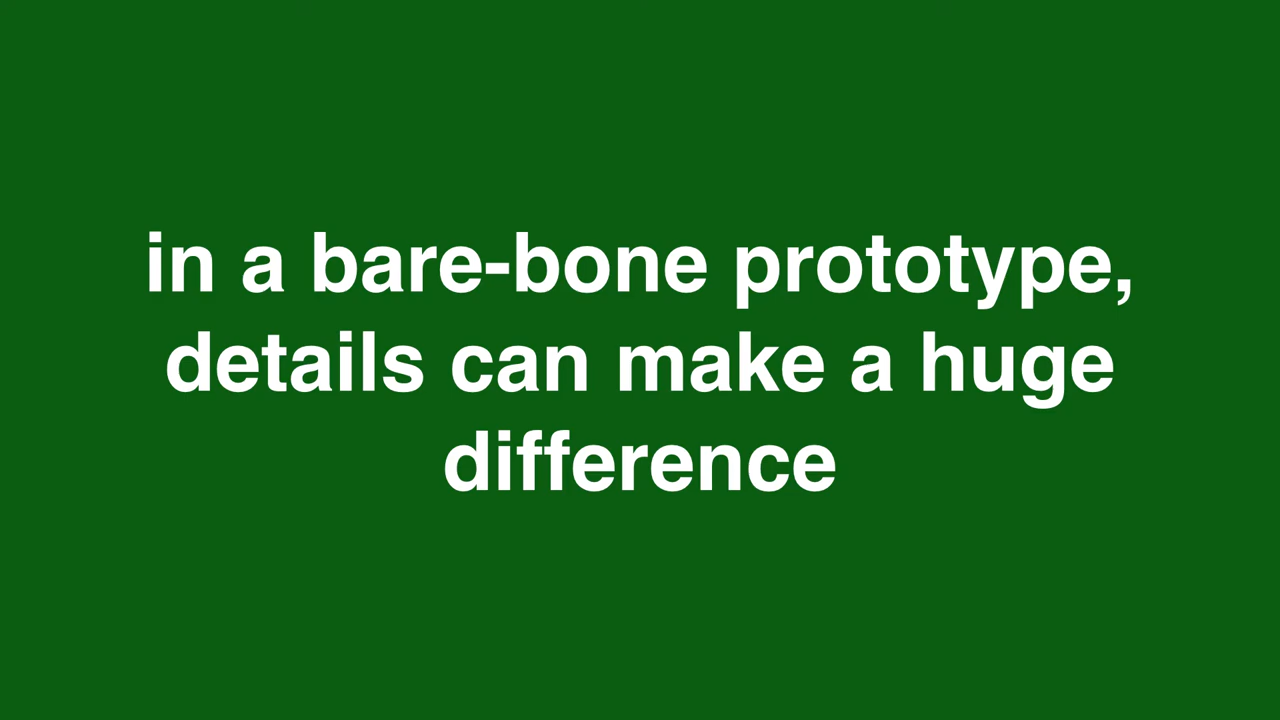 in a bare-bone prototype,
details can make a huge
difference